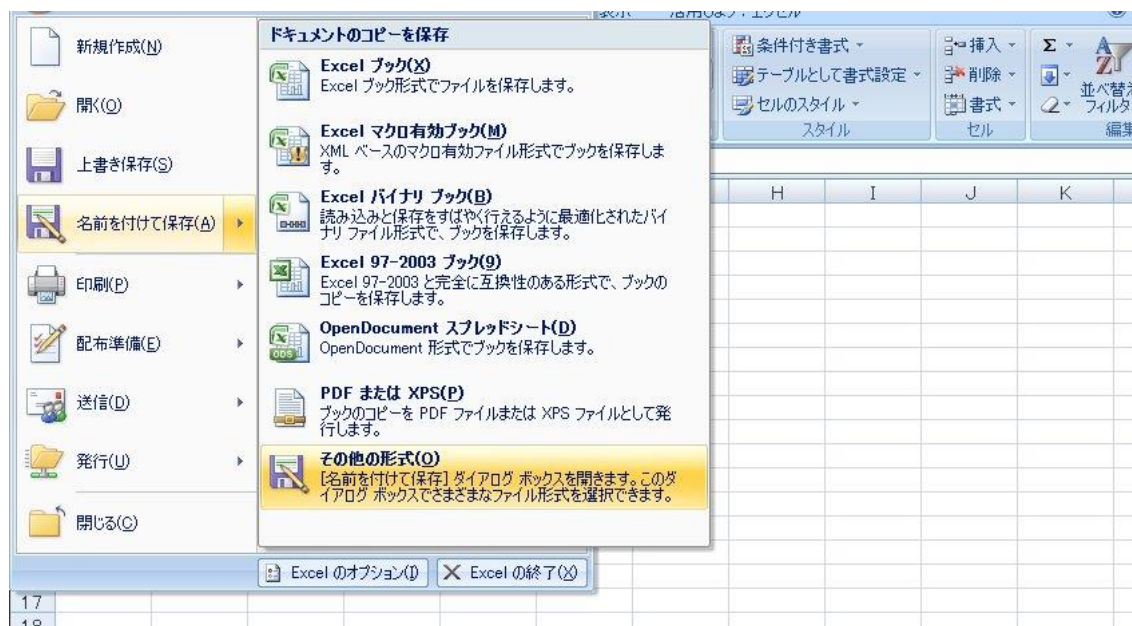 新規作成(N)
開く(O)
上書き保存(S)
名前を付けて保存(A)
印刷(P)
配布準備(E)
送信(D)
発行(U)
閉じる(C)
ドキュメントのコピーを保存
Excel ブック(X)
Excel ブック形式でファイルを保存します。
Excel マクロ有効ブック(M)
XML ベースのマクロ有効ファイル形式でブックを保存しま
す。
Excel バイナリ ブック(B)
読み込みと保存をすばやく行えるように最適化されたバイ
ナリ ファイル形式で、ブックを保存します。
Excel 97-2003 ブック(9)
Excel 97-2003 と完全に互換性のある形式で、ブックの
コピーを保存します。
OpenDocument スプレッドシート(D)
ODS
OpenDocument 形式でブックを保存します。
PDF または XPS(P)
ブックのコピーを PDF ファイルまたは XPS ファイルとして発
行します。
その他の形式(O)
[名前を付けて保存] ダイアログ ボックスを開きます。このダ
イアログ ボックスでさまざまなファイル形式を選択できます。
Excel のオプション(I)
Excel の終了(X)
条件付き書式
テーブルとして書式設定
セルのスタイル
スタイル
挿入
削除
書式
セル
Σ
並べ替え
フィルタ
編集
H I J K
17
18